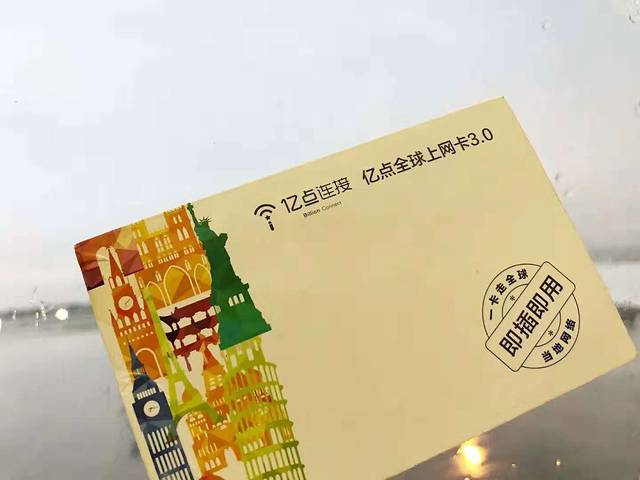 亿点连接 亿点全球上网卡3.0
Billion Connect
一卡走全球
即插即用
当地网络